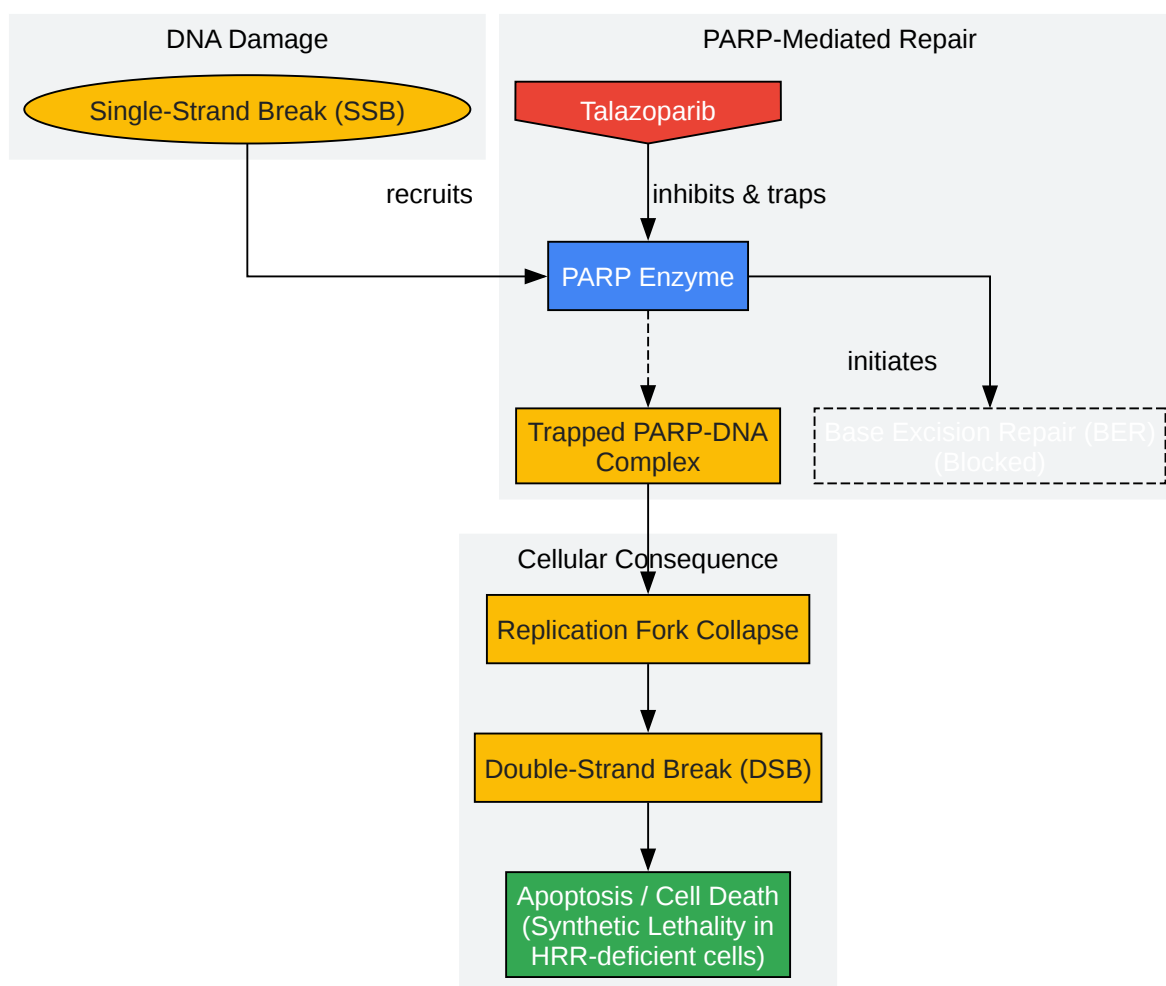 DNA Damage
PARP-Mediated Repair
Single-Strand Break (SSB)
Talazoparib
recruits
inhibits & traps
PARP Enzyme
initiates
Trapped PARP-DNA
Complex
Base Excision Repair (BER)
(Blocked)
Cellular Consequence
Replication Fork Collapse
Double-Strand Break (DSB)
Apoptosis / Cell Death
(Synthetic Lethality in
HRR-deficient cells)